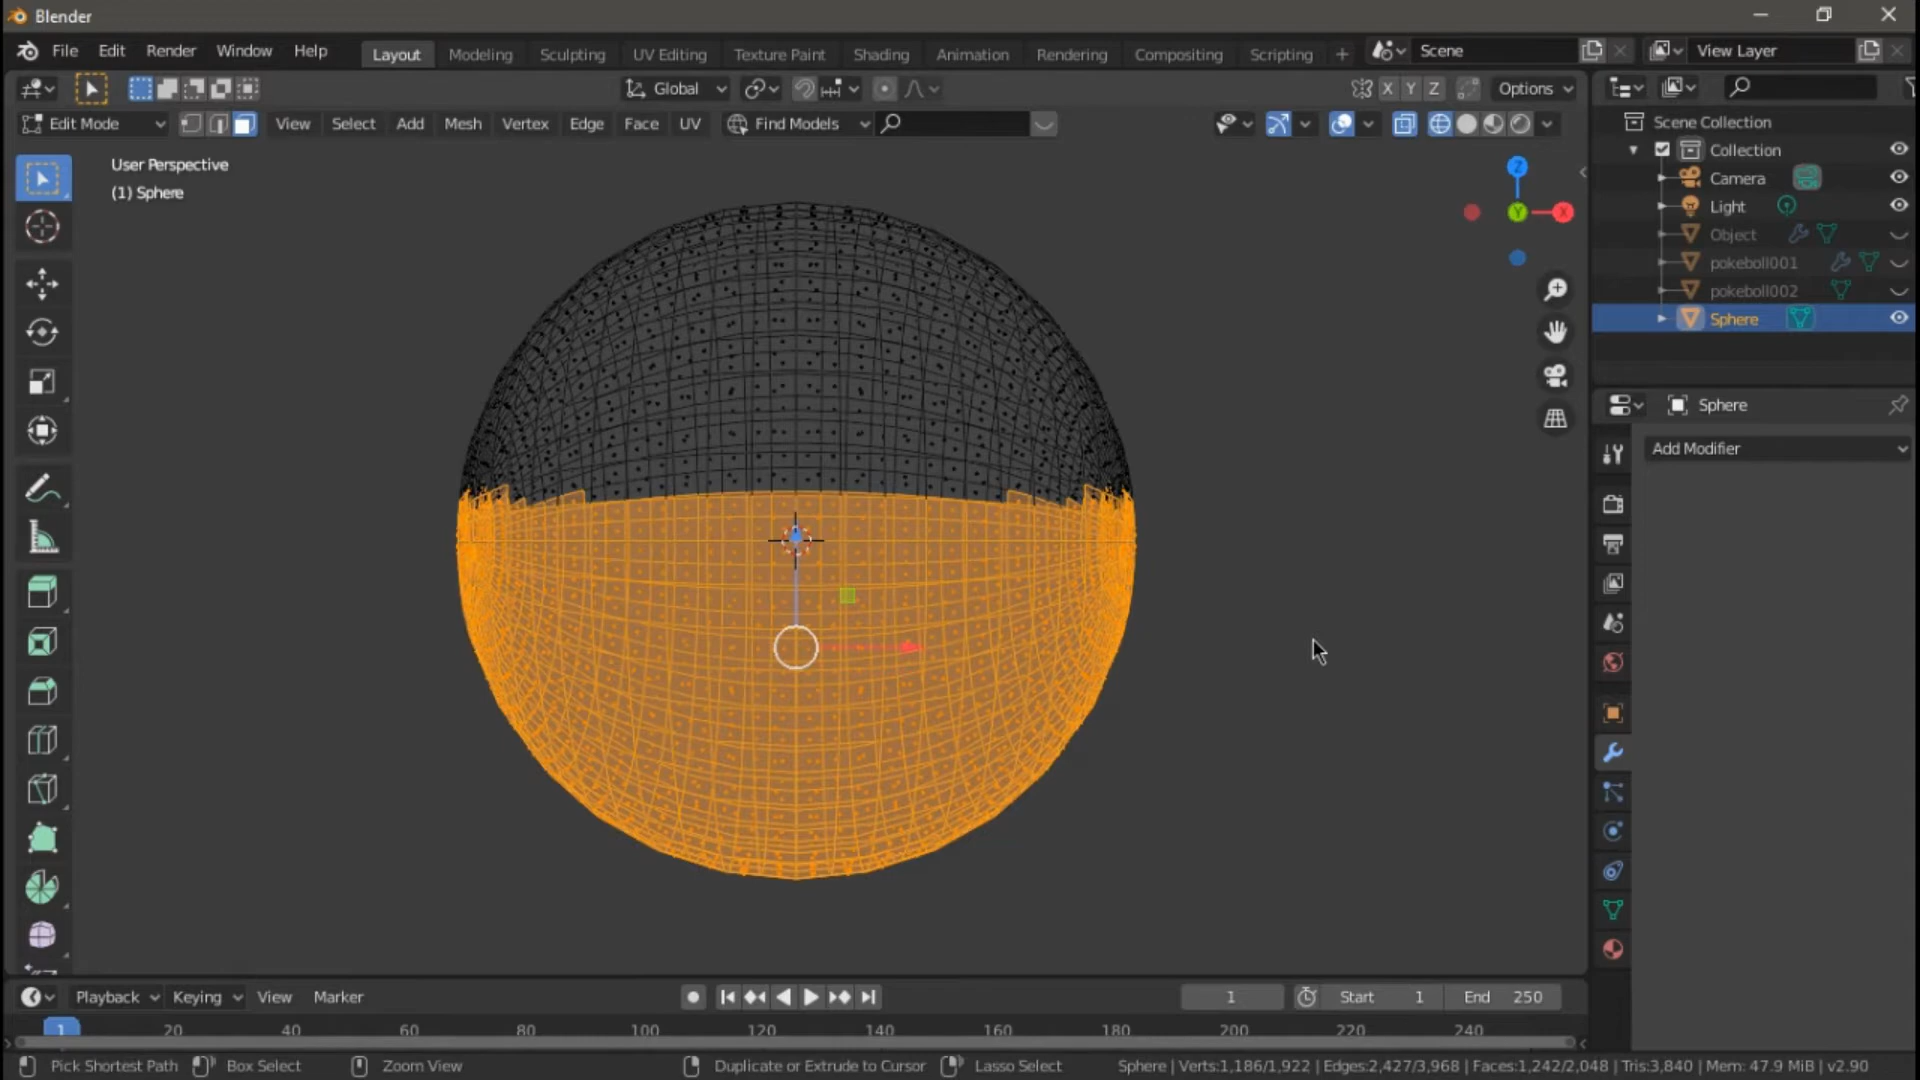 Blender
File Edit Render Window Help Layout Modeling Sculpting UV Editing Texture Paint Shading Animation Rendering Compositing Scripting + Scene View Layer
Global X Y Z Options
Edit Mode View Select Add Mesh Vertex Edge Face UV Find Models
Scene Collection
Collection
Camera
Light
Object
pokeboll001
pokeboll002
Sphere
User Perspective
(1) Sphere
Z
Y
X
Sphere
Add Modifier
Playback Keying View Marker 1 Start 1 End 250
1 20 40 60 80 100 120 140 160 180 200 220 240
Pick Shortest Path Box Select Zoom View Duplicate or Extrude to Cursor Lasso Select Sphere | Verts:1,186/1,922 | Edges:2,427/3,968 | Faces:1,242/2,048 | Tris:3,840 | Mem: 47.9 MiB | v2.90